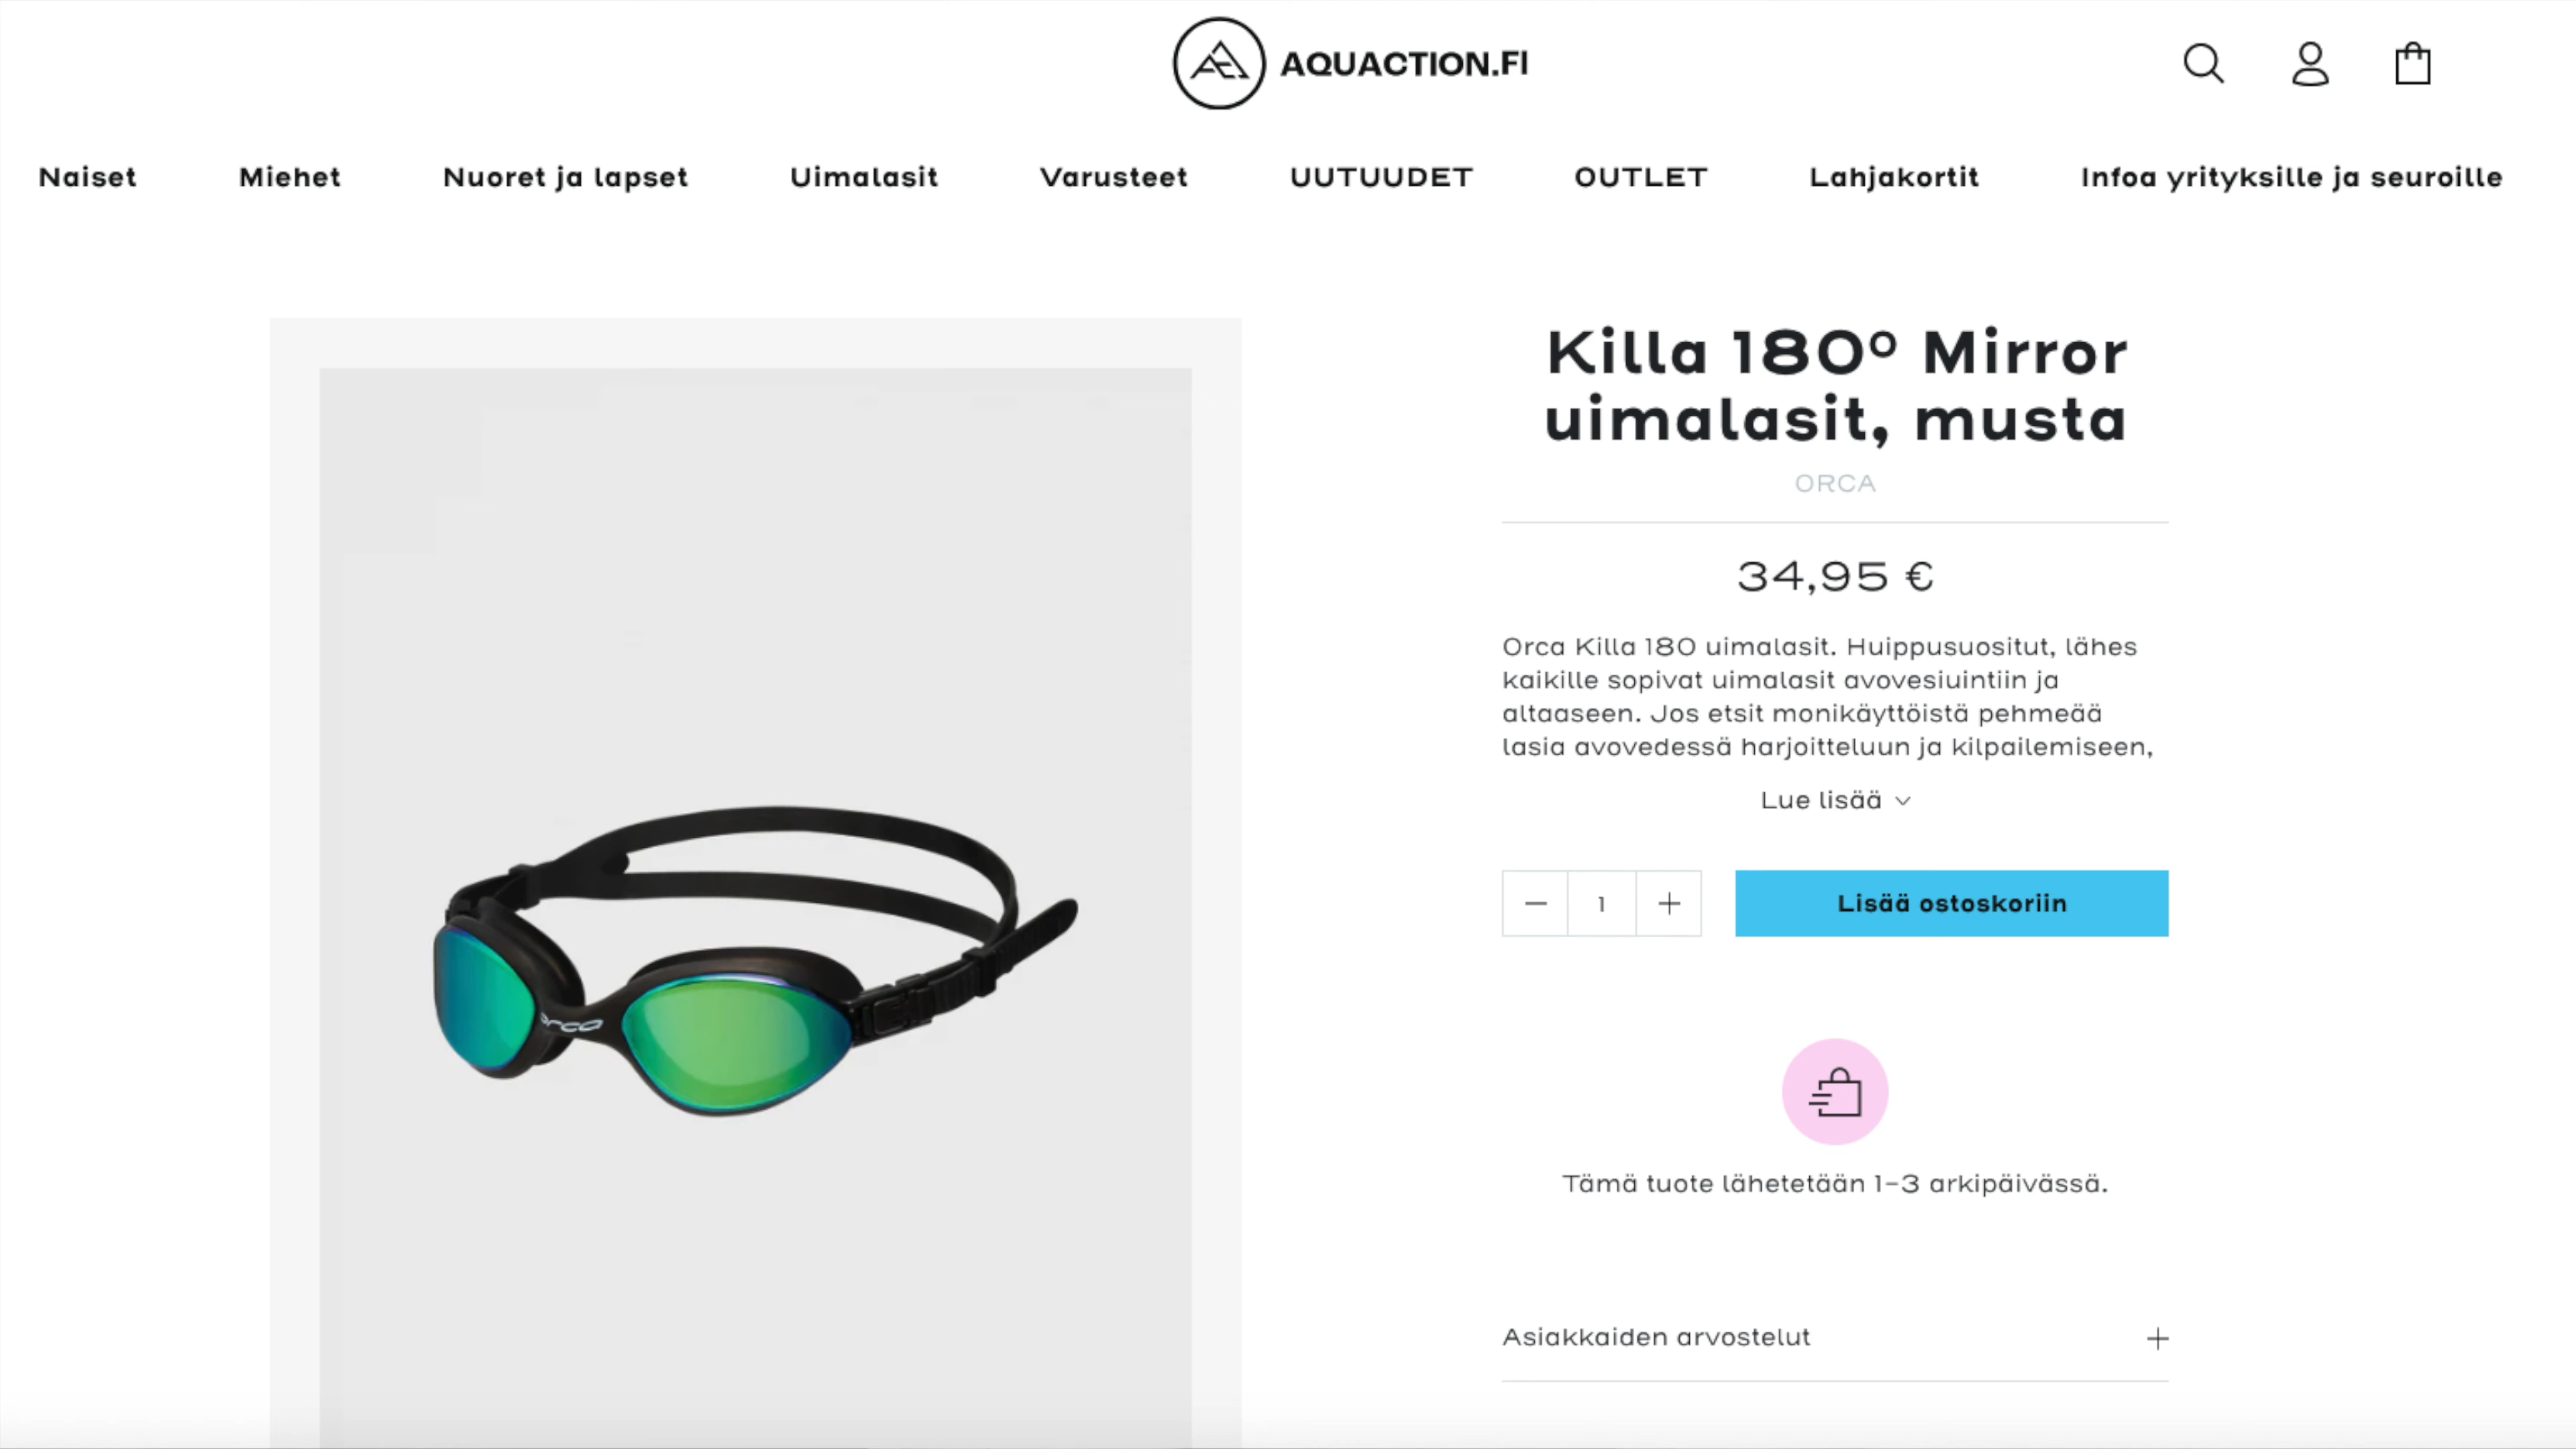 AQUACTION.FI
Naiset Miehet Nuoret ja lapset Uimalasit Varusteet UUTUUDET OUTLET Lahjakortit Infoa yrityksille ja seuroille
Killa 180º Mirror
uimalasit, musta
ORCA
34,95 €
Orca Killa 180 uimalasit. Huippusuositut, lähes
kaikille sopivat uimalasit avovesiuintiin ja
altaaseen. Jos etsit monikäyttöistä pehmeää
lasia avovedessä harjoitteluun ja kilpailemiseen,
Lue lisää
1
Lisää ostoskoriin
orca
Tämä tuote lähetetään 1–3 arkipäivässä.
Asiakkaiden arvostelut